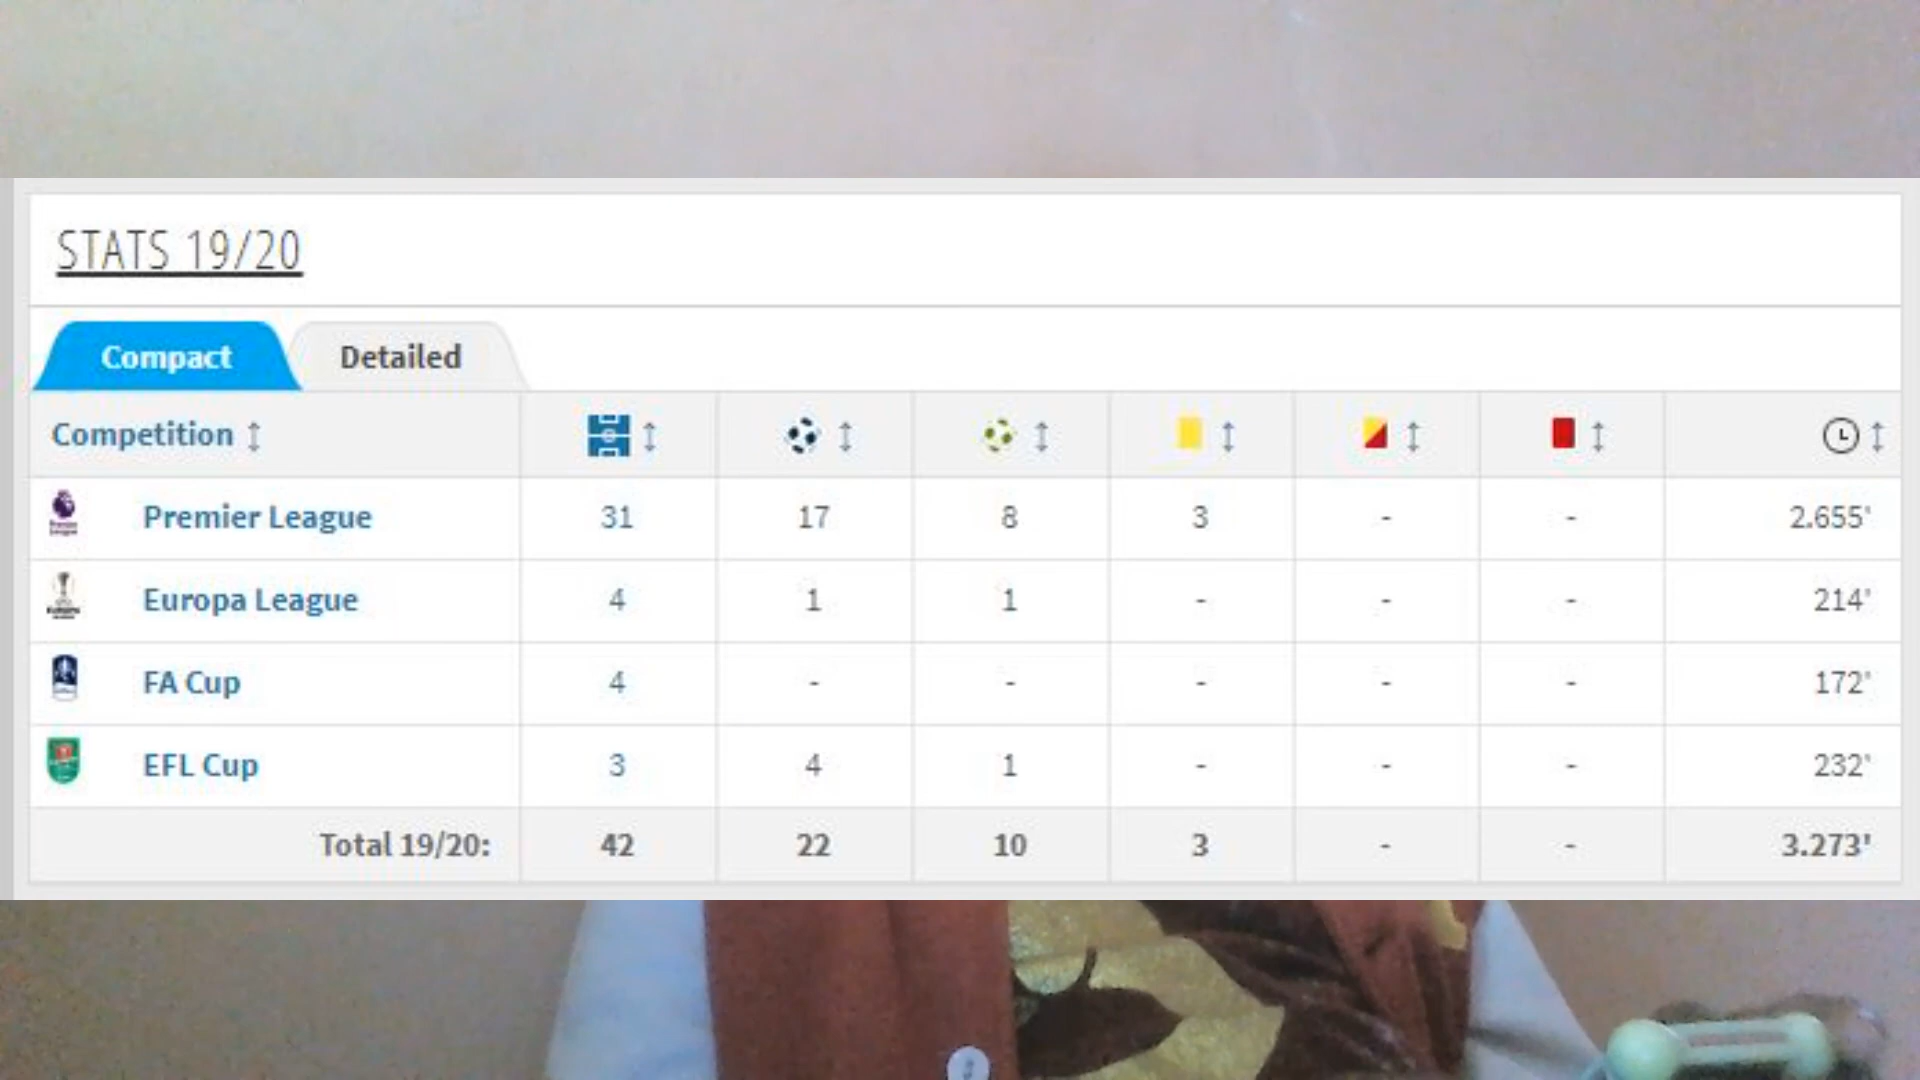 STATS 19/20
Compact Detailed
Competition
Premier League 31 17 8 3 - - 2.655'
Europa League 4 1 1 - - - 214'
FA Cup 4 - - - - - 172'
EFL Cup 3 4 1 - - - 232'
Total 19/20: 42 22 10 3 - - 3.273'